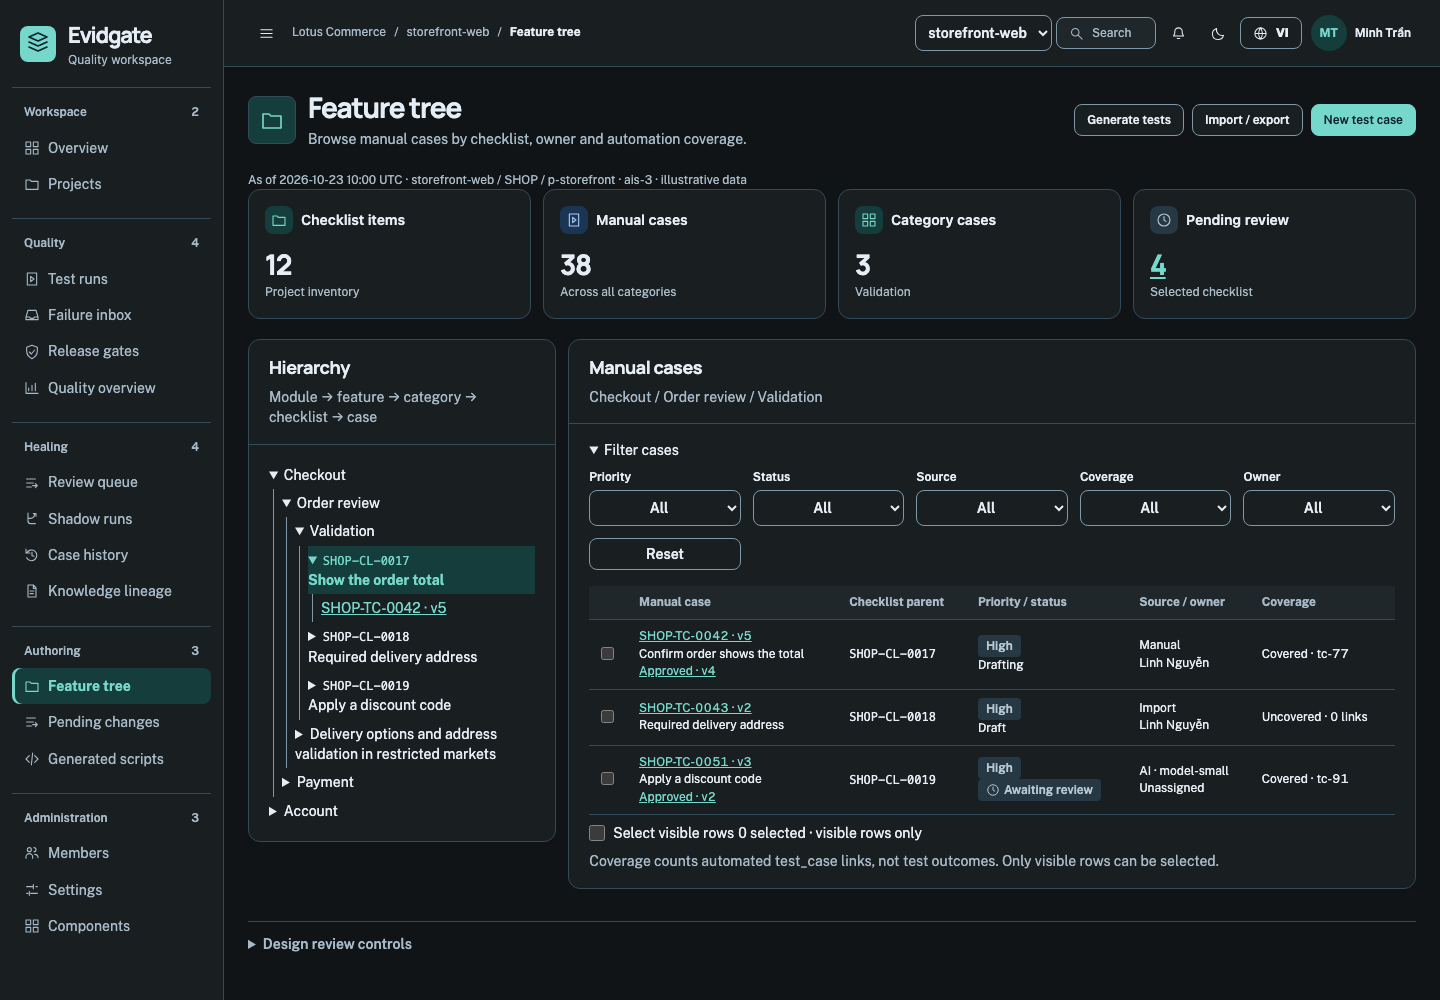 Evidgate
Quality workspace
Workspace 2
Overview
Projects
Quality 4
Test runs
Failure inbox
Release gates
Quality overview
Healing 4
Review queue
Shadow runs
Case history
Knowledge lineage
Authoring 3
Feature tree
Pending changes
Generated scripts
Administration 3
Members
Settings
Components
Lotus Commerce / storefront-web / Feature tree
storefront-web
Search
VI
MT
Minh Trần
Feature tree
Browse manual cases by checklist, owner and automation coverage.
Generate tests
Import / export
New test case
As of 2026-10-23 10:00 UTC · storefront-web / SHOP / p-storefront · ais-3 · illustrative data
Checklist items
12
Project inventory
Manual cases
38
Across all categories
Category cases
3
Validation
Pending review
4
Selected checklist
Hierarchy
Module → feature → category →
checklist → case
Checkout
Order review
Validation
SHOP-CL-0017
Show the order total
SHOP-TC-0042 · v5
SHOP-CL-0018
Required delivery address
SHOP-CL-0019
Apply a discount code
Delivery options and address
validation in restricted markets
Payment
Account
Manual cases
Checkout / Order review / Validation
Filter cases
Priority Status Source Coverage Owner
All All All All All
Reset
Manual case Checklist parent Priority / status Source / owner Coverage
SHOP-TC-0042 · v5
Confirm order shows the total
Approved · v4
SHOP-CL-0017
High
Drafting
Manual
Linh Nguyễn
Covered · tc-77
SHOP-TC-0043 · v2
Required delivery address
SHOP-CL-0018
High
Draft
Import
Linh Nguyễn
Uncovered · 0 links
SHOP-TC-0051 · v3
Apply a discount code
Approved · v2
SHOP-CL-0019
High
Awaiting review
AI · model-small
Unassigned
Covered · tc-91
Select visible rows 0 selected · visible rows only
Coverage counts automated test_case links, not test outcomes. Only visible rows can be selected.
Design review controls